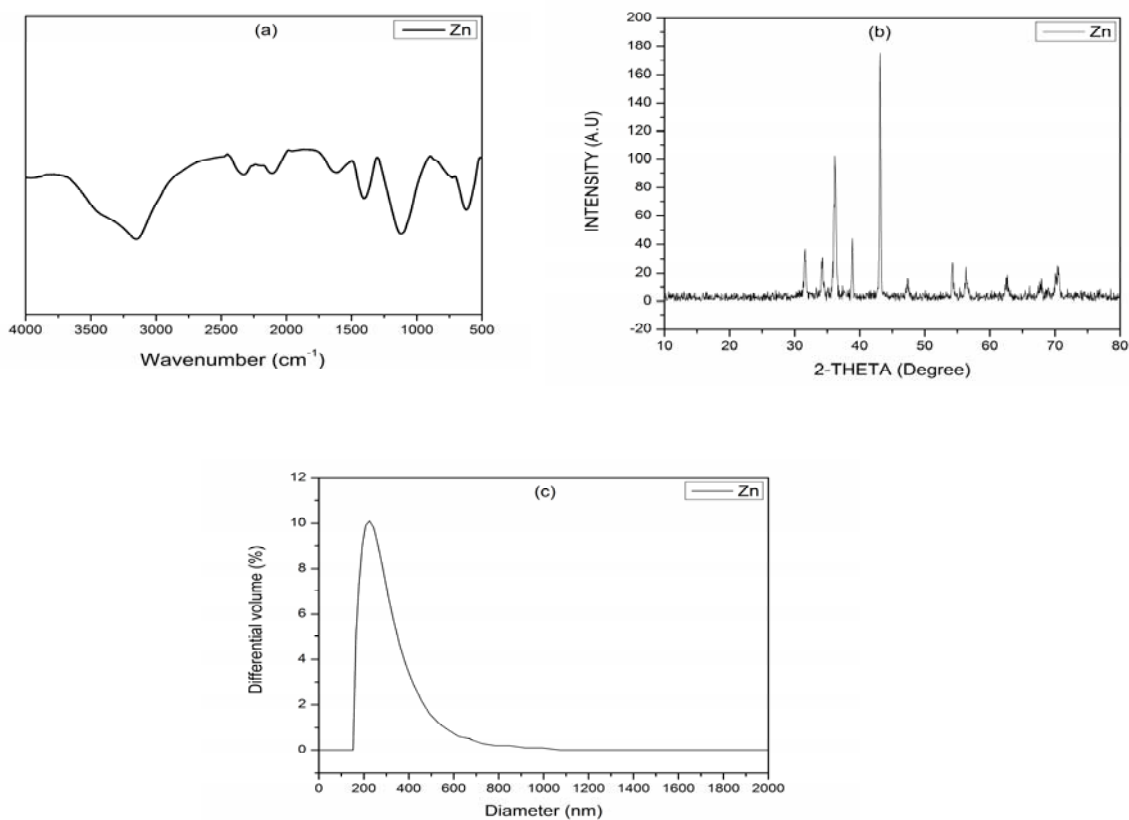 (a)
Zn
4000 3500 3000 2500 2000 1500 1000 500
Wavenumber (cm⁻¹)
(b)
Zn
200
180
160
140
120
100
80
60
40
20
0
-20
INTENSITY (A.U)
10 20 30 40 50 60 70 80
2-THETA (Degree)
(c)
Zn
12
10
8
6
4
2
0
Differential volume (%)
0 200 400 600 800 1000 1200 1400 1600 1800 2000
Diameter (nm)